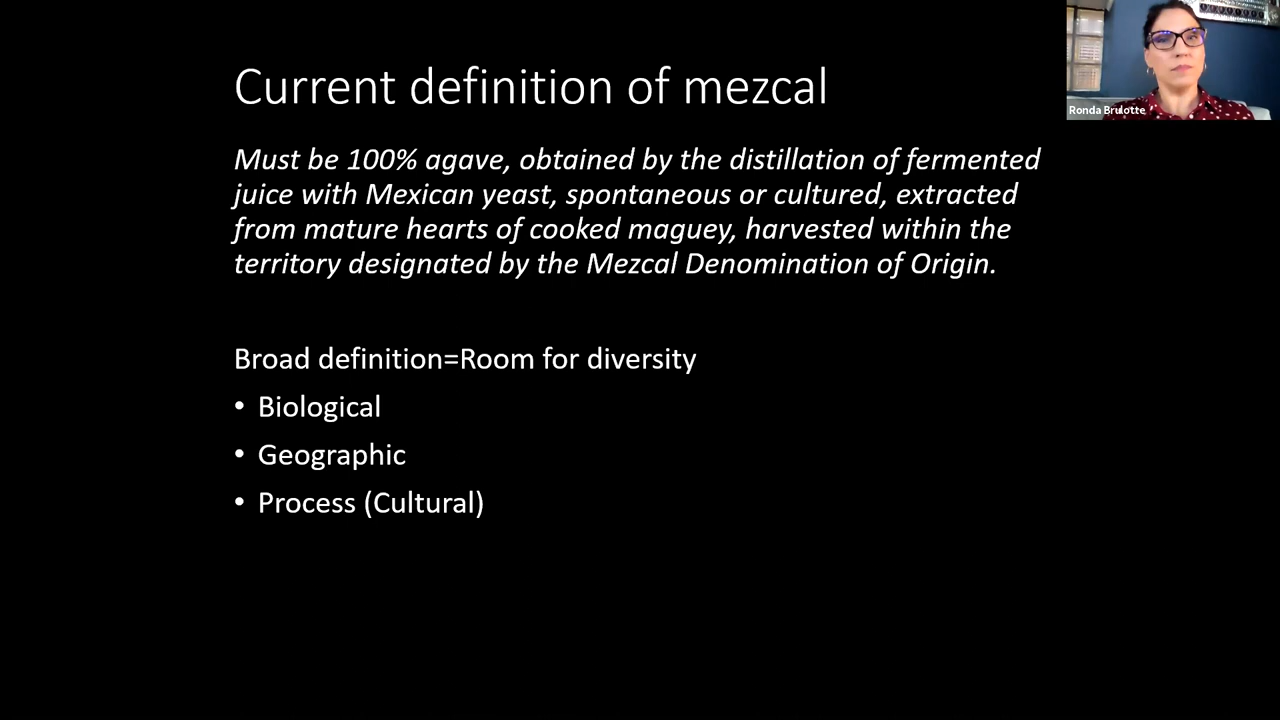 Current definition of mezcal
Must be 100% agave, obtained by the distillation of fermented
juice with Mexican yeast, spontaneous or cultured, extracted
from mature hearts of cooked maguey, harvested within the
territory designated by the Mezcal Denomination of Origin.
Broad definition=Room for diversity
• Biological
• Geographic
• Process (Cultural)
Ronda Brulotte